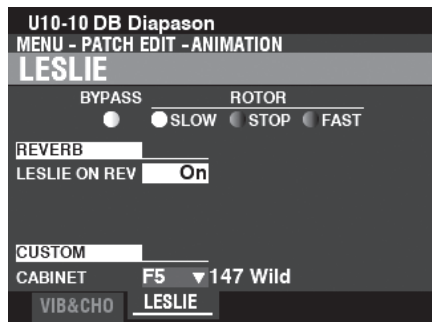 U10-10 DB Diapason
MENU - PATCH EDIT - ANIMATION
LESLIE
BYPASS ROTOR
SLOW STOP FAST
REVERB
LESLIE ON REV On
CUSTOM
CABINET F5 ▼ 147 Wild
VIB&CHO LESLIE